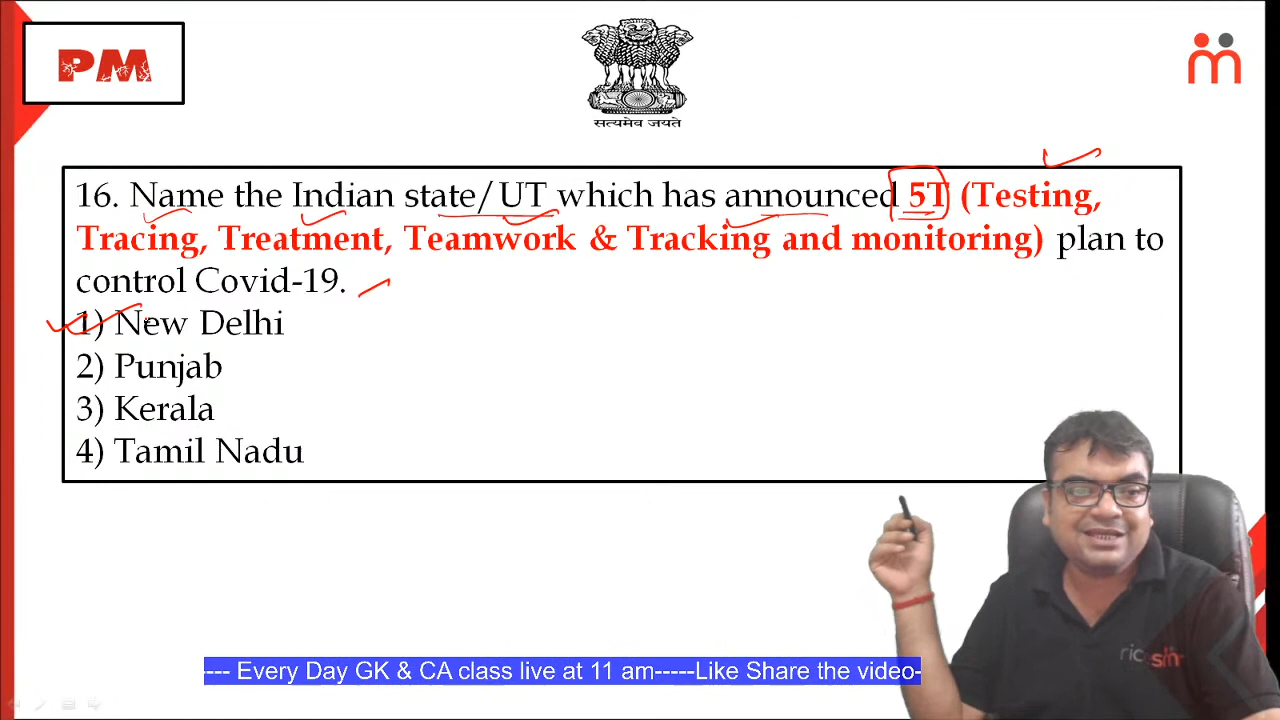 PM
सत्यमेव जयते
16. Name the Indian state/UT which has announced 5T (Testing,
Tracing, Treatment, Teamwork & Tracking and monitoring) plan to
control Covid-19.
1) New Delhi
2) Punjab
3) Kerala
4) Tamil Nadu
---- Every Day GK & CA class live at 11 am-----Like Share the video-